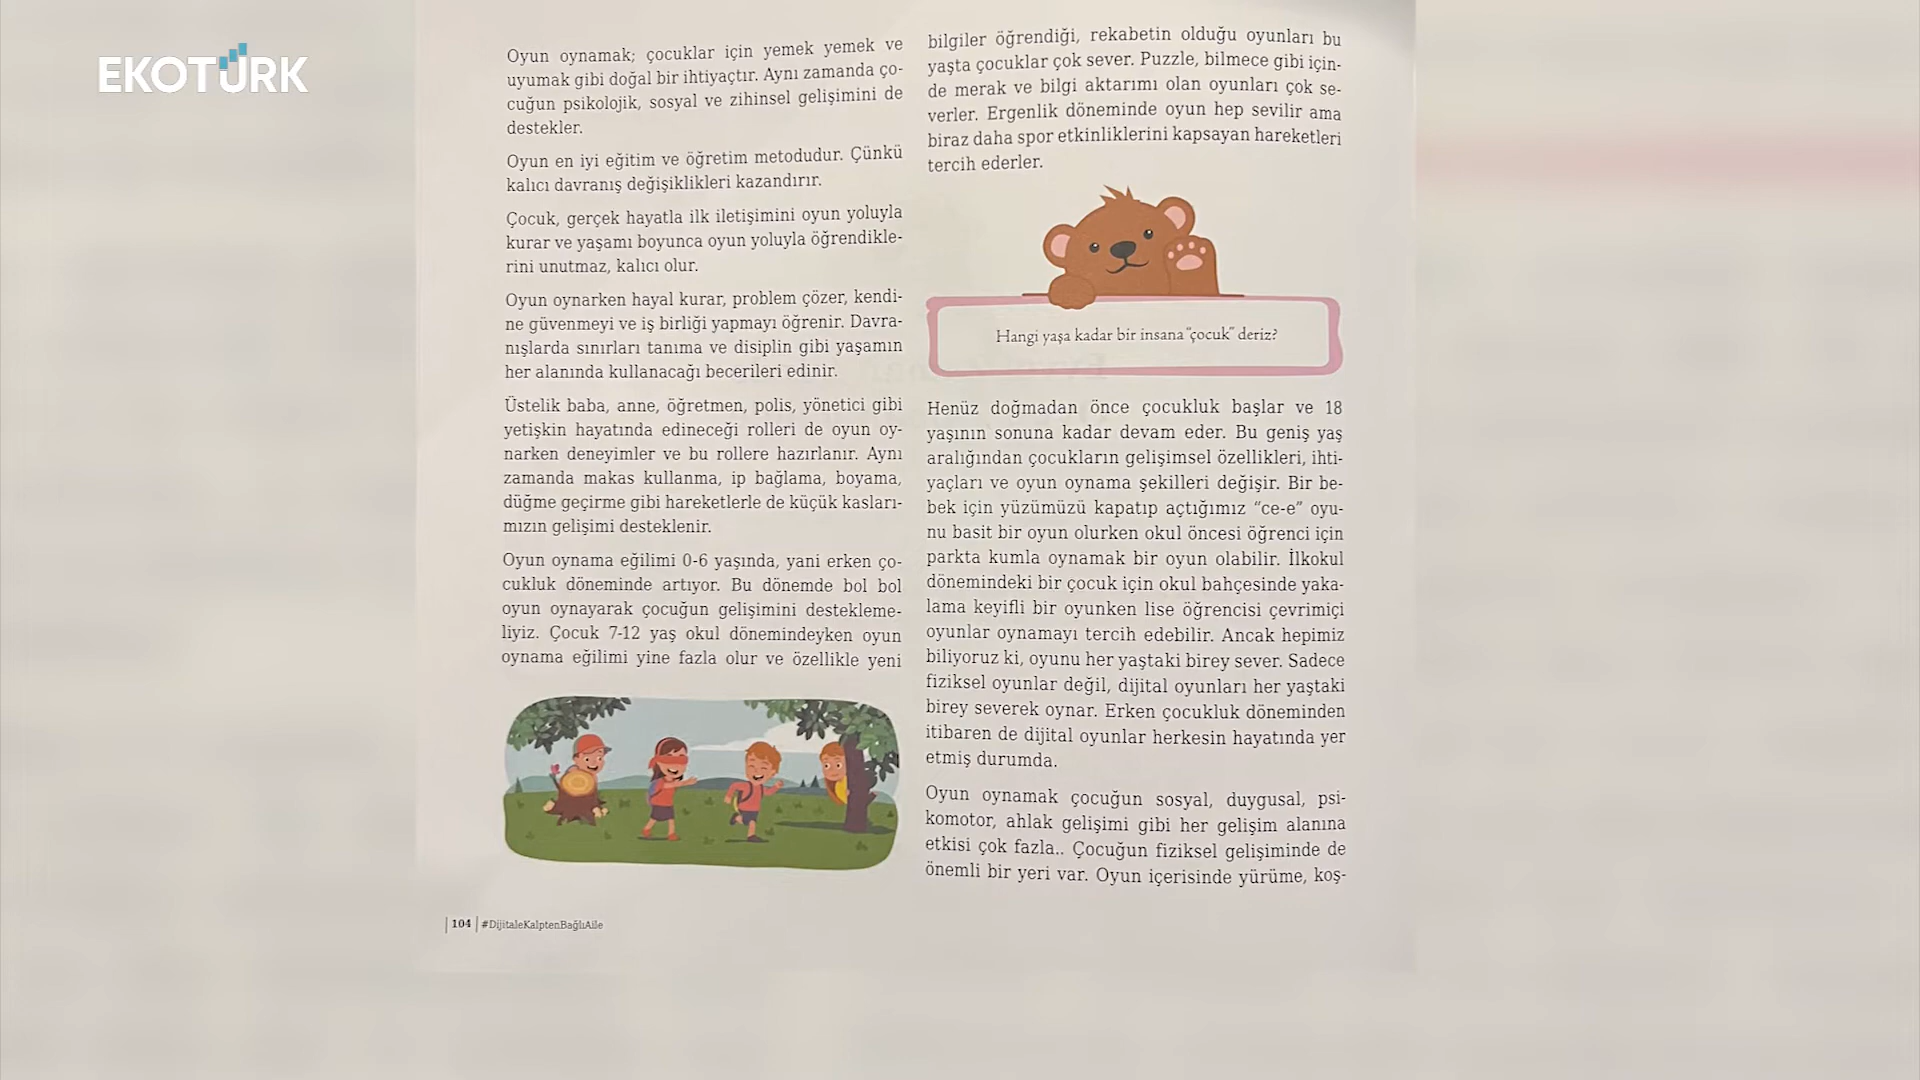 EKOTÜRK
Oyun oynamak; çocuklar için yemek yemek ve
uyumak gibi doğal bir ihtiyaçtır. Aynı zamanda ço-
cuğun psikolojik, sosyal ve zihinsel gelişimini de
destekler.
Oyun en iyi eğitim ve öğretim metodudur. Çünkü
kalıcı davranış değişiklikleri kazandırır.
Çocuk, gerçek hayatla ilk iletişimini oyun yoluyla
kurar ve yaşamı boyunca oyun yoluyla öğrendikle-
rini unutmaz, kalıcı olur.
Oyun oynarken hayal kurar, problem çözer, kendi-
ne güvenmeyi ve iş birliği yapmayı öğrenir. Davra-
nışlarda sınırları tanıma ve disiplin gibi yaşamın
her alanında kullanacağı becerileri edinir.
Üstelik baba, anne, öğretmen, polis, yönetici gibi
yetişkin hayatında edineceği rolleri de oyun oy-
narken deneyimler ve bu rollere hazırlanır. Aynı
zamanda makas kullanma, ip bağlama, boyama,
düğme geçirme gibi hareketlerle de küçük kasları-
mızın gelişimi desteklenir.
Oyun oynama eğilimi 0-6 yaşında, yani erken ço-
cukluk döneminde artıyor. Bu dönemde bol bol
oyun oynayarak çocuğun gelişimini destekleme-
liyiz. Çocuk 7-12 yaş okul dönemindeyken oyun
oynama eğilimi yine fazla olur ve özellikle yeni
bilgiler öğrendiği, rekabetin olduğu oyunları bu
yaşta çocuklar çok sever. Puzzle, bilmece gibi için-
de merak ve bilgi aktarımı olan oyunları çok se-
verler. Ergenlik döneminde oyun hep sevilir ama
biraz daha spor etkinliklerini kapsayan hareketleri
tercih ederler.
Hangi yaşa kadar bir insana "çocuk" deriz?
Henüz doğmadan önce çocukluk başlar ve 18
yaşının sonuna kadar devam eder. Bu geniş yaş
aralığından çocukların gelişimsel özellikleri, ihti-
yaçları ve oyun oynama şekilleri değişir. Bir be-
bek için yüzümüzü kapatıp açtığımız "ce-e" oyu-
nu basit bir oyun olurken okul öncesi öğrenci için
parkta kumla oynamak bir oyun olabilir. İlkokul
dönemindeki bir çocuk için okul bahçesinde yaka-
lama keyifli bir oyunken lise öğrencisi çevrimiçi
oyunlar oynamayı tercih edebilir. Ancak hepimiz
biliyoruz ki, oyunu her yaştaki birey sever. Sadece
fiziksel oyunlar değil, dijital oyunları her yaştaki
birey severek oynar. Erken çocukluk döneminden
itibaren de dijital oyunlar herkesin hayatında yer
etmiş durumda.
Oyun oynamak çocuğun sosyal, duygusal, psi-
komotor, ahlak gelişimi gibi her gelişim alanına
etkisi çok fazla.. Çocuğun fiziksel gelişiminde de
önemli bir yeri var. Oyun içerisinde yürüme, koş-
104 #DijitaleKalptenBağlıAile